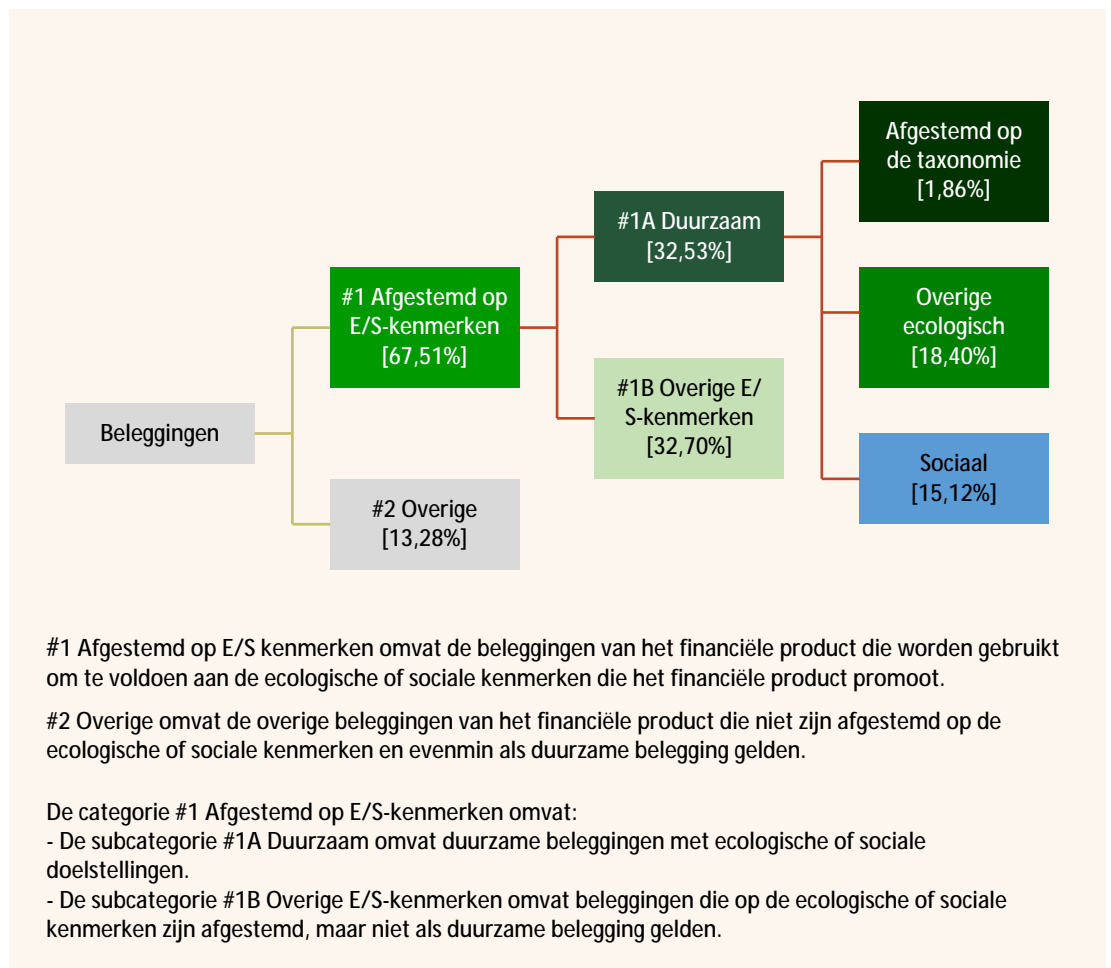 Beleggingen
#1 Afgestemd op
E/S-kenmerken
[67,51%]
#2 Overige
[13,28%]
#1A Duurzaam
[32,53%]
#1B Overige E/
S-kenmerken
[32,70%]
Afgestemd op
de taxonomie
[1,86%]
Overige
ecologisch
[18,40%]
Sociaal
[15,12%]
#1 Afgestemd op E/S kenmerken omvat de beleggingen van het financiële product die worden gebruikt
om te voldoen aan de ecologische of sociale kenmerken die het financiële product promoot.
#2 Overige omvat de overige beleggingen van het financiële product die niet zijn afgestemd op de
ecologische of sociale kenmerken en evenmin als duurzame belegging gelden.
De categorie #1 Afgestemd op E/S-kenmerken omvat:
- De subcategorie #1A Duurzaam omvat duurzame beleggingen met ecologische of sociale
doelstellingen.
- De subcategorie #1B Overige E/S-kenmerken omvat beleggingen die op de ecologische of sociale
kenmerken zijn afgestemd, maar niet als duurzame belegging gelden.